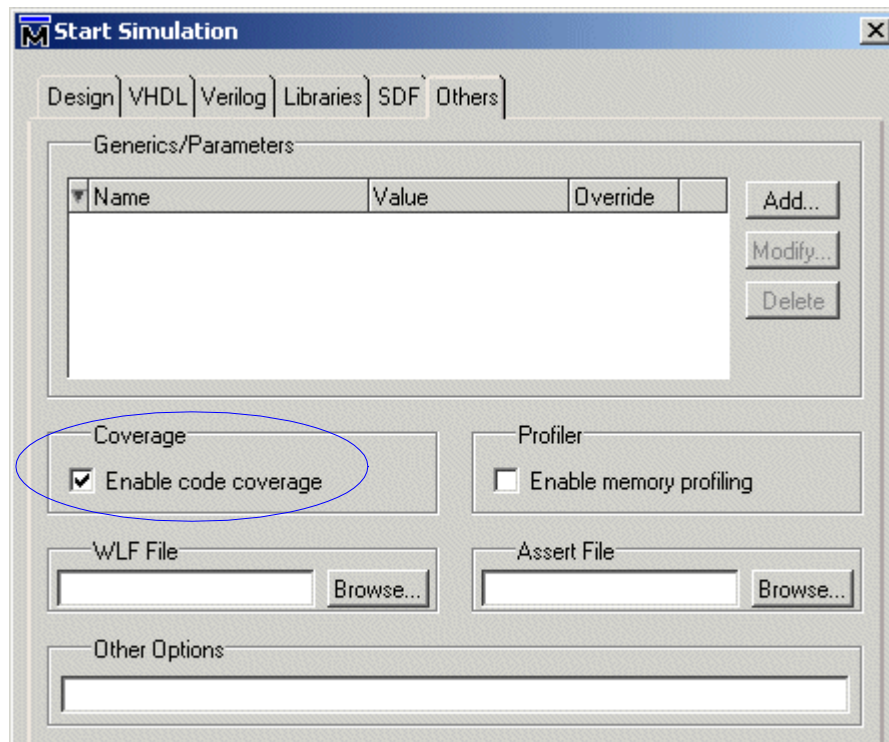 Start Simulation
Design VHDL Verilog Libraries SDF Others
Generics/Parameters
Name Value Override
Add...
Modify...
Delete
Coverage
Enable code coverage
Profiler
Enable memory profiling
WLF File
Browse...
Assert File
Browse...
Other Options